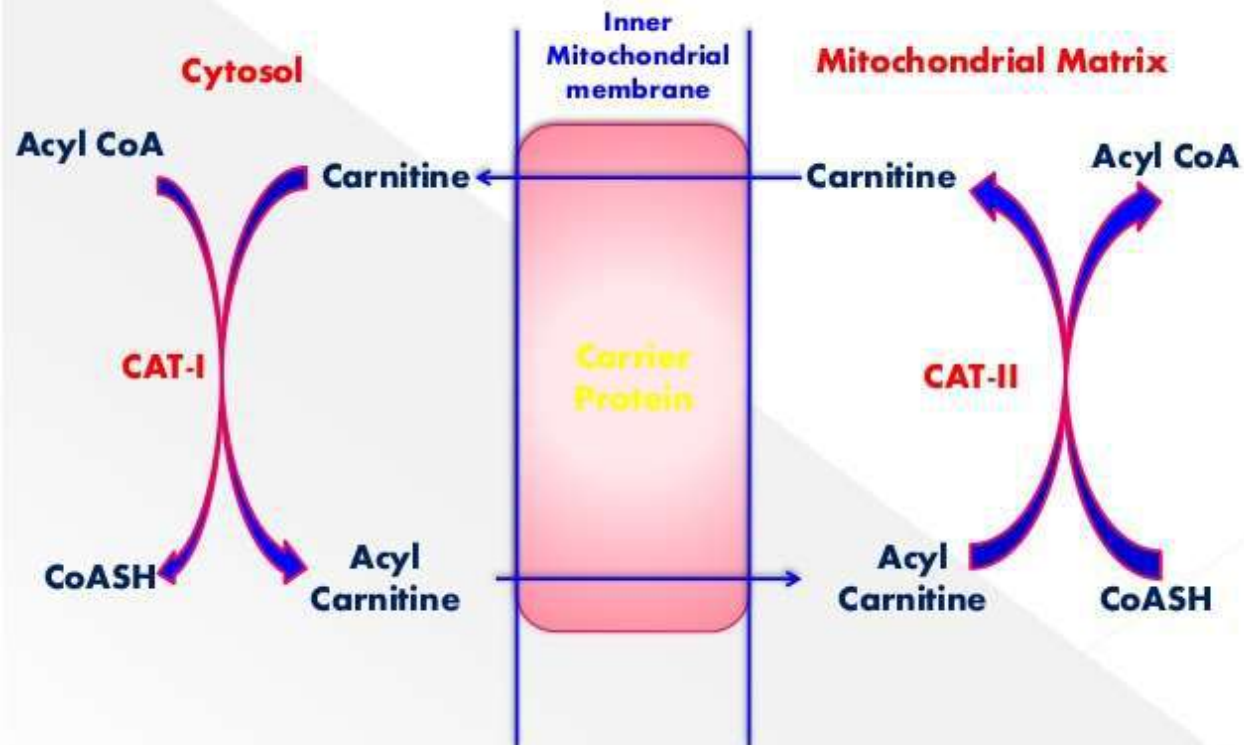 Cytosol
Inner
Mitochondrial
membrane
Mitochondrial Matrix
Acyl CoA
Carnitine
Carnitine
Acyl CoA
CAT-I
Carrier
Protein
CAT-II
CoASH
Acyl
Carnitine
Acyl
Carnitine
CoASH